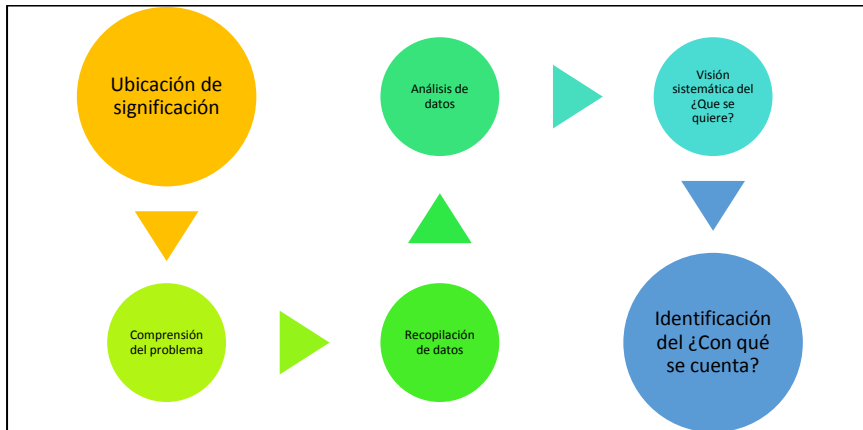 Ubicación de
significación
Comprensión
del problema
Recopilación
de datos
Análisis de
datos
Visión
sistemática del
¿Que se
quiere?
Identificación
del ¿Con qué
se cuenta?